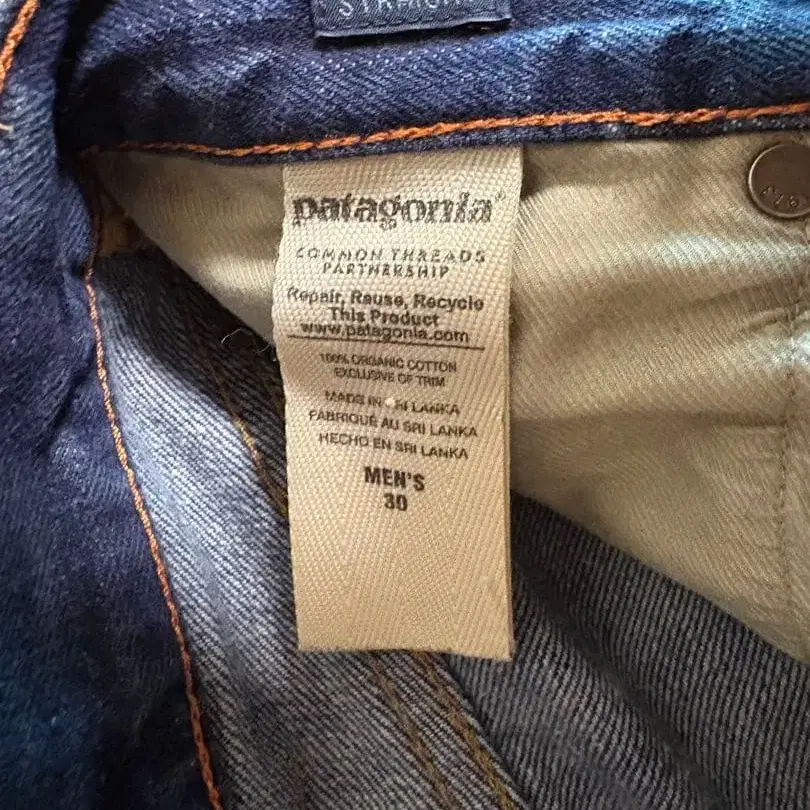 STRAIGHT
patagonia®
COMMON THREADS
PARTNERSHIP
Repair, Reuse, Recycle
This Product
www.patagonia.com
100% ORGANIC COTTON
EXCLUSIVE OF TRIM
MADE IN SRI LANKA
FABRIQUÉ AU SRI LANKA
HECHO EN SRI LANKA
MEN'S
30